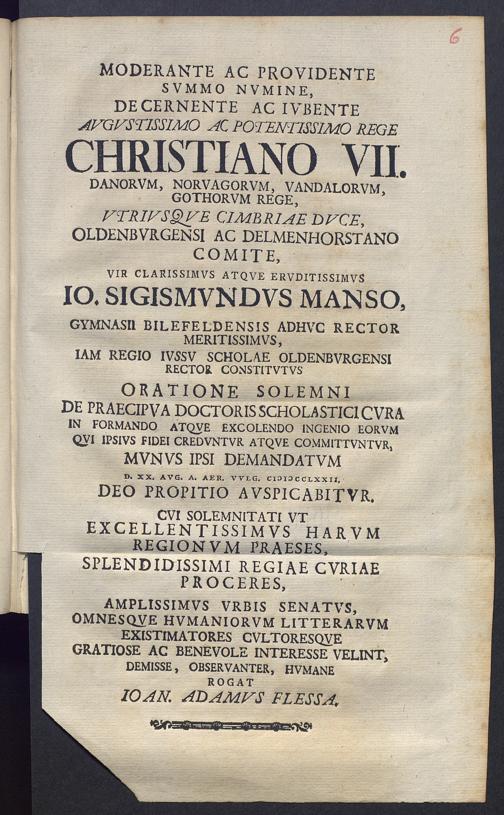 6
MODERANTE AC PROUIDENTE
SVMMO NVMINE,
DECERNENTE AC IVBENTE
AVGVSTISSIMO AC POTENTISSIMO REGE
CHRISTIANO VII.
DANORVM, NORVAGORVM, VANDALORVM,
GOTHORVM REGE,
VTRIVSQVE CIMBRIAE DVCE,
OLDENBVRGENSI AC DELMENHORSTANO
COMITE,
VIR CLARISSIMVS ATQVE ERVDITISSIMVS
IO. SIGISMVNDVS MANSO,
GYMNASII BILEFELDENSIS ADHVC RECTOR
MERITISSIMVS,
IAM REGIO IVSSV SCHOLAE OLDENBVRGENSI
RECTOR CONSTITVTVS
ORATIONE SOLEMNI
DE PRAECIPVA DOCTORIS SCHOLASTICI CVRA
IN FORMANDO ATQVE EXCOLENDO INGENIO EORVM
QVI IPSIVS FIDEI CREDVNTVR ATQVE COMMITTVNTVR,
MVNVS IPSI DEMANDATVM
D. XX. AVG. A. AER. VVLG. CIƆIƆCCLXXII.
DEO PROPITIO AVSPICABITVR.
CVI SOLEMNITATI VT
EXCELLENTISSIMVS HARVM
REGIONVM PRAESES,
SPLENDIDISSIMI REGIAE CVRIAE
PROCERES,
AMPLISSIMVS VRBIS SENATVS,
OMNESQVE HVMANIORVM LITTERARVM
EXISTIMATORES CVLTORESQVE
GRATIOSE AC BENEVOLE INTERESSE VELINT,
DEMISSE, OBSERVANTER, HVMANE
ROGAT
IOAN. ADAMVS FLESSA.